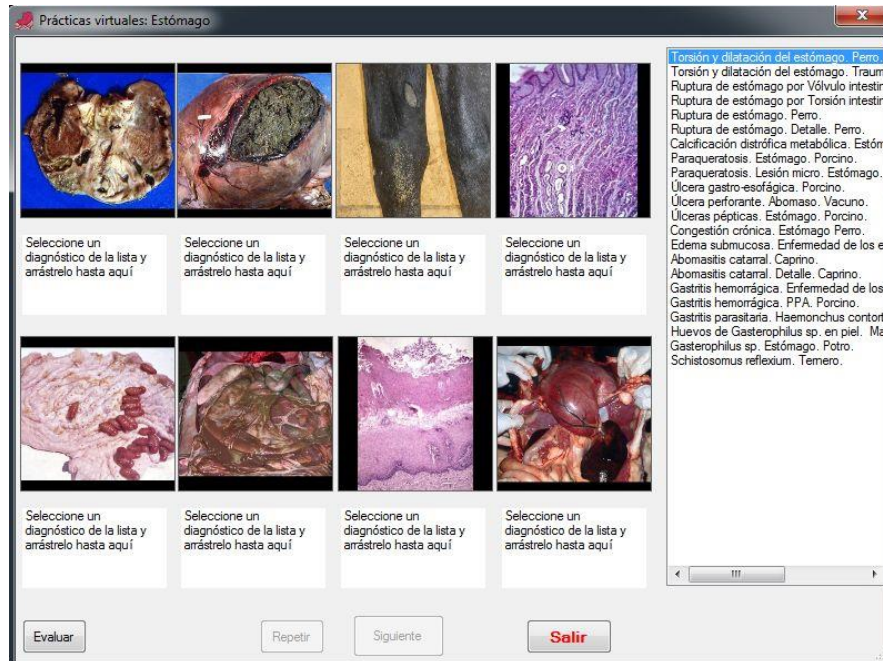 Prácticas virtuales: Estómago
Seleccione un
diagnóstico de la lista y
arrástrelo hasta aquí
Seleccione un
diagnóstico de la lista y
arrástrelo hasta aquí
Seleccione un
diagnóstico de la lista y
arrástrelo hasta aquí
Seleccione un
diagnóstico de la lista y
arrástrelo hasta aquí
Seleccione un
diagnóstico de la lista y
arrástrelo hasta aquí
Seleccione un
diagnóstico de la lista y
arrástrelo hasta aquí
Seleccione un
diagnóstico de la lista y
arrástrelo hasta aquí
Seleccione un
diagnóstico de la lista y
arrástrelo hasta aquí
Torsión y dilatación del estómago. Perro.
Torsión y dilatación del estómago. Traum
Ruptura de estómago por Vólvulo intestin
Ruptura de estómago por Torsión intestin
Ruptura de estómago. Perro.
Ruptura de estómago. Detalle. Perro.
Calcificación distrófica metabólica. Estóm
Paraqueratosis. Estómago. Porcino.
Paraqueratosis. Lesión micro. Estómago.
Úlcera gastro-esofágica. Porcino.
Úlcera perforante. Abomaso. Vacuno.
Úlceras pépticas. Estómago. Porcino.
Congestión crónica. Estómago Perro.
Edema submucosa. Enfermedad de los e
Abomasitis catarral. Caprino.
Abomasitis catarral. Detalle. Caprino.
Gastritis hemorrágica. Enfermedad de los
Gastritis hemorrágica. PPA. Porcino.
Gastritis parasitaria. Haemonchus contort
Huevos de Gasterophilus sp. en piel. Ma
Gasterophilus sp. Estómago. Potro.
Schistosomus reflexium. Ternero.
Evaluar
Repetir
Siguiente
Salir